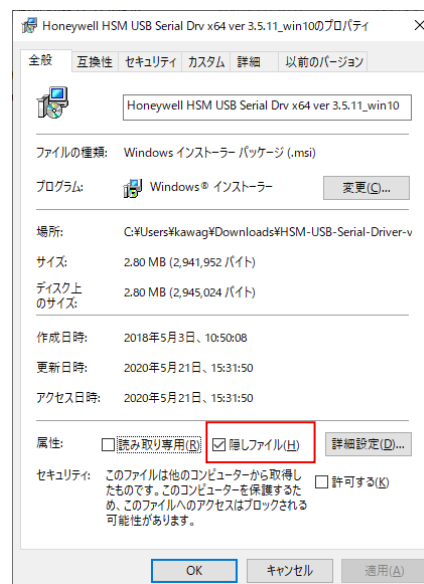 Honeywell HSM USB Serial Drv x64 ver 3.5.11_win10のプロパティ
全般 互換性 セキュリティ カスタム 詳細 以前のバージョン
Honeywell HSM USB Serial Drv x64 ver 3.5.11_win10
ファイルの種類: Windows インストーラー パッケージ (.msi)
プログラム: Windows® インストーラー 変更(C)...
場所: C:¥Users¥kawag¥Downloads¥HSM-USB-Serial-Driver-v
サイズ: 2.80 MB (2,941,952 バイト)
ディスク上
のサイズ: 2.80 MB (2,945,024 バイト)
作成日時: 2018年5月3日、10:50:08
更新日時: 2020年5月21日、15:31:50
アクセス日時: 2020年5月21日、15:31:50
属性: 読み取り専用(R) 隠しファイル(H) 詳細設定(D)...
セキュリティ: このファイルは他のコンピューターから取得し
たものです。このコンピューターを保護するた
め、このファイルへのアクセスはブロックされる
可能性があります。
許可する(K)
OK キャンセル 適用(A)